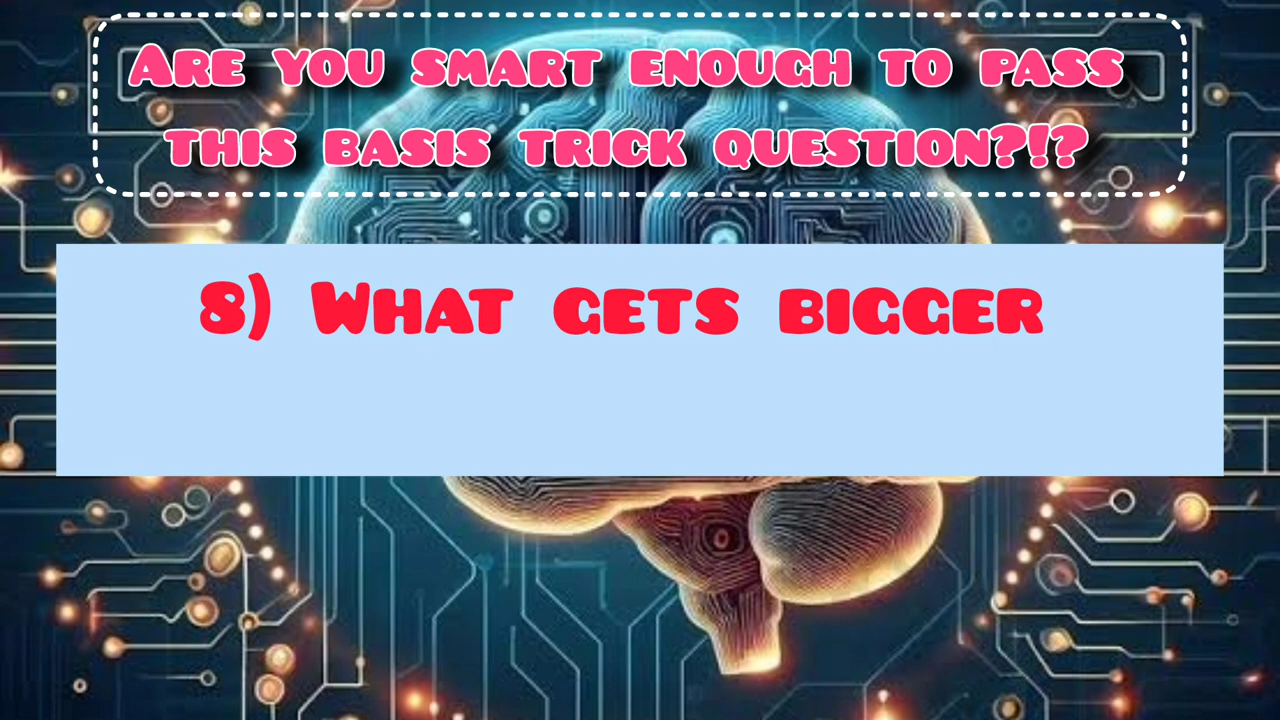 Are you smart enough to pass
this basis trick question?!?
8) What gets bigger